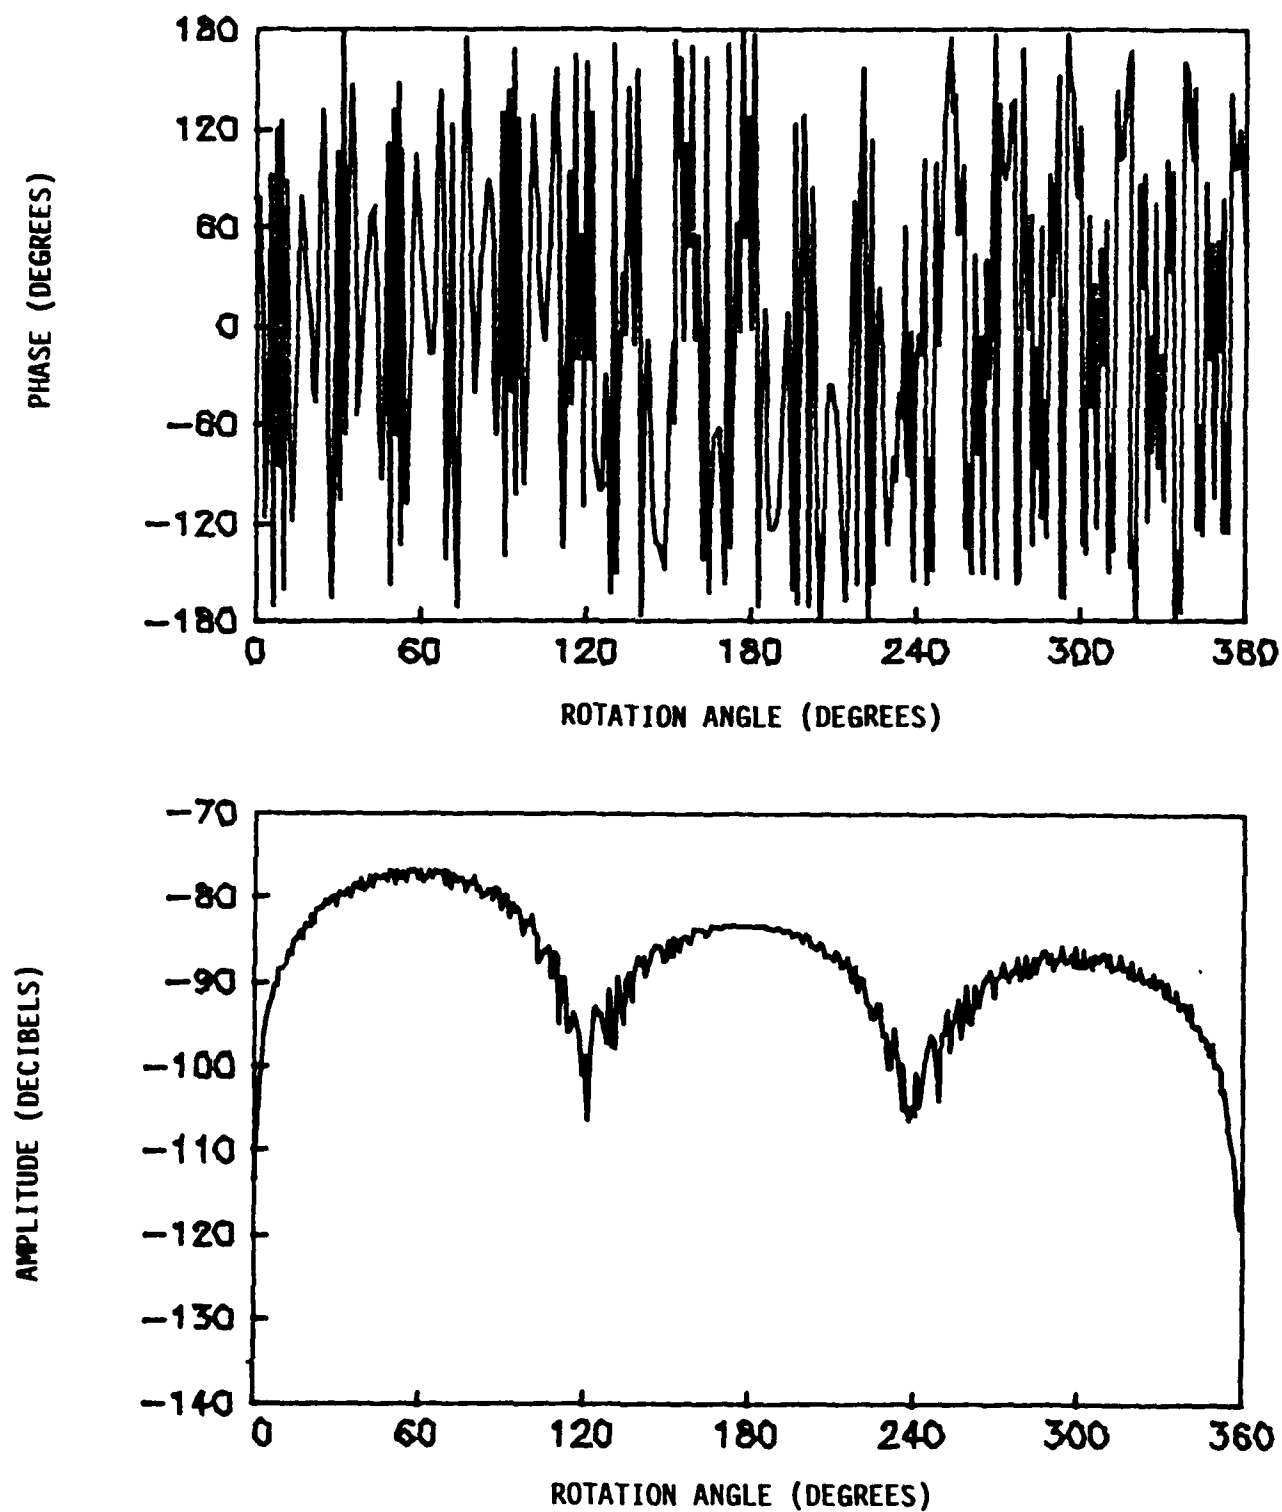 180
120
60
0
-60
-120
-180
PHASE (DEGREES)
0 60 120 180 240 300 360
ROTATION ANGLE (DEGREES)
-70
-80
-90
-100
-110
-120
-130
-140
AMPLITUDE (DECIBELS)
0 60 120 180 240 300 360
ROTATION ANGLE (DEGREES)